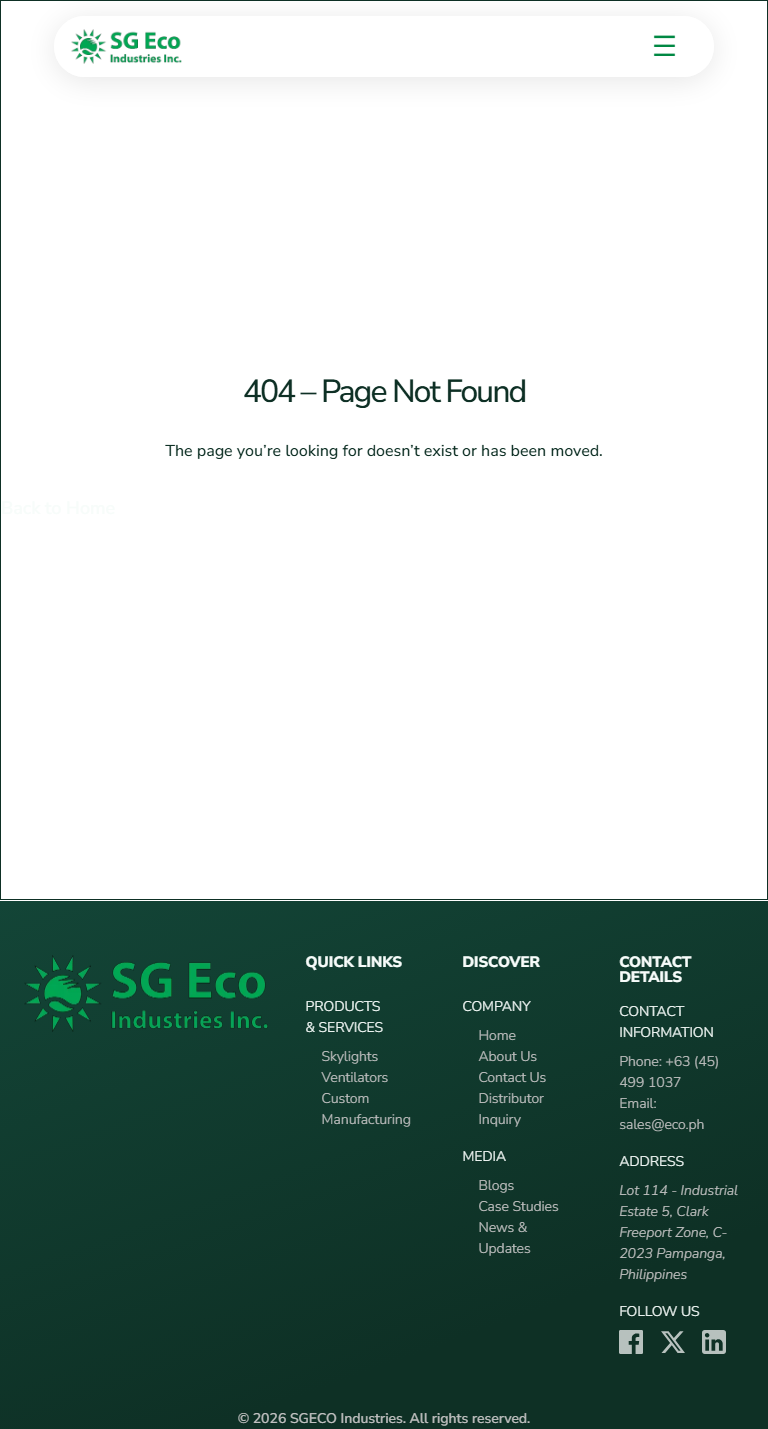 SG Eco
Industries Inc.
404 – Page Not Found
The page you’re looking for doesn’t exist or has been moved.
Back to Home
SG Eco
Industries Inc.
QUICK LINKS
PRODUCTS
& SERVICES
Skylights
Ventilators
Custom
Manufacturing
DISCOVER
COMPANY
Home
About Us
Contact Us
Distributor
Inquiry
MEDIA
Blogs
Case Studies
News &
Updates
CONTACT
DETAILS
CONTACT
INFORMATION
Phone: +63 (45)
499 1037
Email:
sales@eco.ph
ADDRESS
Lot 114 - Industrial
Estate 5, Clark
Freeport Zone, C-
2023 Pampanga,
Philippines
FOLLOW US
© 2026 SGECO Industries. All rights reserved.